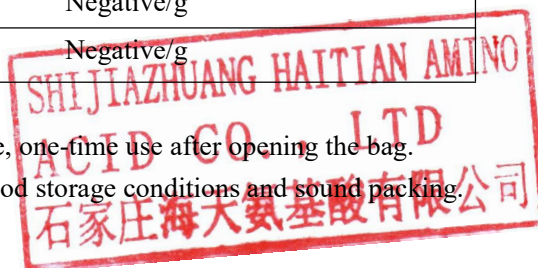 Negative/g
Negative/g
SHIJIAZHUANG HAITIAN AMINO
ACID CO., LTD
e, one-time use after opening the bag.
od storage conditions and sound packing.
石家庄海天氨基酸有限公司